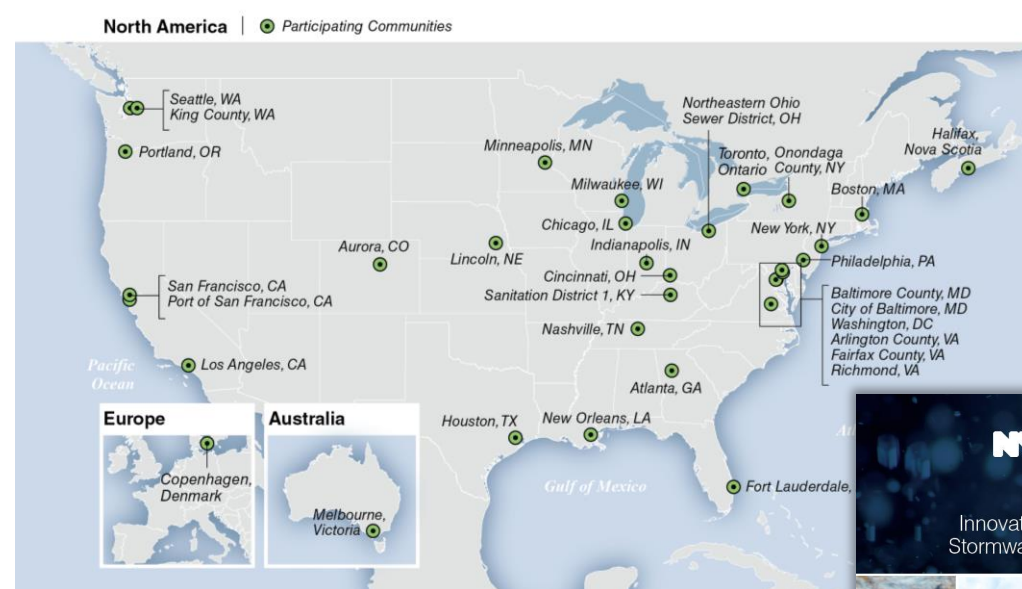 North America
Participating Communities
Seattle, WA
King County, WA
Portland, OR
Minneapolis, MN
Northeastern Ohio
Sewer District, OH
Toronto,
Ontario
Onondaga
County, NY
Halifax,
Nova Scotia
Milwaukee, WI
Boston, MA
Chicago, IL
New York, NY
Aurora, CO
Lincoln, NE
Indianapolis, IN
Philadelphia, PA
Cincinnati, OH
San Francisco, CA
Port of San Francisco, CA
Sanitation District 1, KY
Baltimore County, MD
City of Baltimore, MD
Washington, DC
Arlington County, VA
Fairfax County, VA
Richmond, VA
Nashville, TN
Pacific
Ocean
Los Angeles, CA
Atlanta, GA
Europe
Australia
Houston, TX
New Orleans, LA
Copenhagen,
Denmark
Melbourne,
Victoria
Gulf of Mexico
Fort Lauderdale,
Innovat
Stormwa